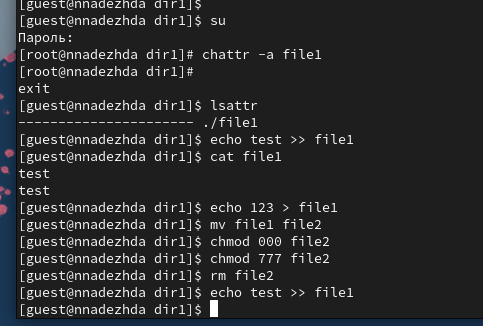 [guest@nnadezhda dir1]$
[guest@nnadezhda dir1]$ su
Пароль:
[root@nnadezhda dir1]# chattr -a file1
[root@nnadezhda dir1]#
exit
[guest@nnadezhda dir1]$ lsattr
---------------------- ./file1
[guest@nnadezhda dir1]$ echo test >> file1
[guest@nnadezhda dir1]$ cat file1
test
test
[guest@nnadezhda dir1]$ echo 123 > file1
[guest@nnadezhda dir1]$ mv file1 file2
[guest@nnadezhda dir1]$ chmod 000 file2
[guest@nnadezhda dir1]$ chmod 777 file2
[guest@nnadezhda dir1]$ rm file2
[guest@nnadezhda dir1]$ echo test >> file1
[guest@nnadezhda dir1]$